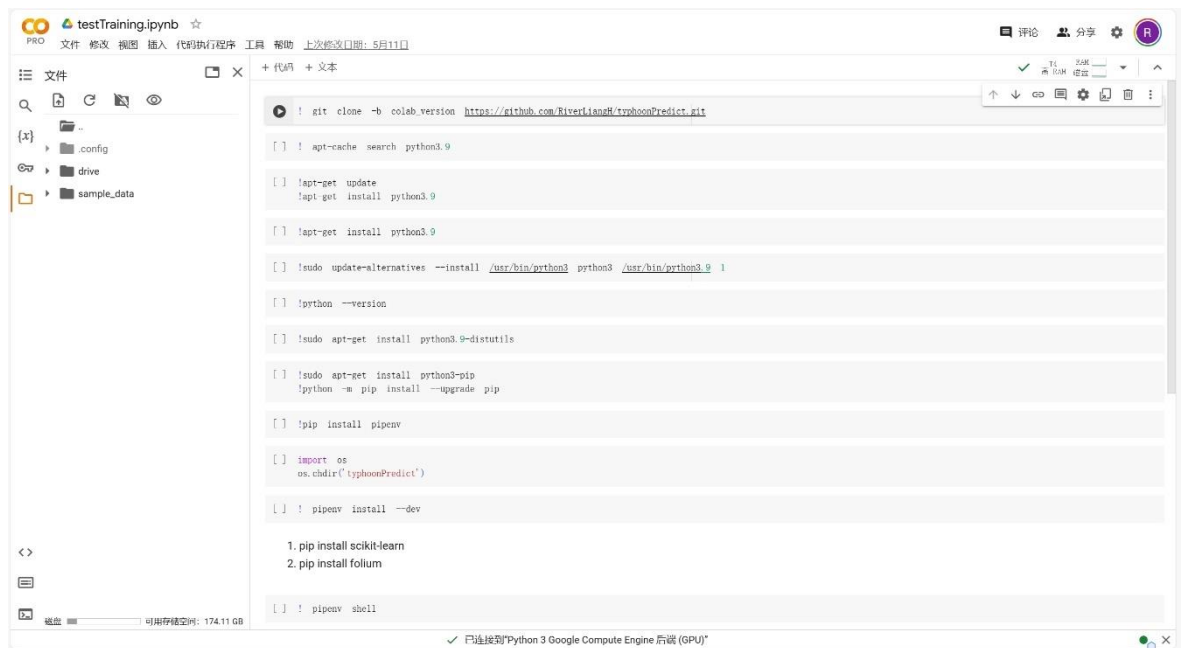 PRO
testTraining.ipynb
文件 修改 视图 插入 代码执行程序 工具 帮助 上次修改日期：5月11日
评论 分享 R
文件
+ 代码 + 文本
T4
高 RAM
RAM
磁盘
..
.config
drive
sample_data
{x}
! git clone -b colab_version https://github.com/RiverLiangH/typhoonPredict.git
[ ] ! apt-cache search python3.9
[ ] !apt-get update
!apt-get install python3.9
[ ] !apt-get install python3.9
[ ] !sudo update-alternatives --install /usr/bin/python3 python3 /usr/bin/python3.9 1
[ ] !python --version
[ ] !sudo apt-get install python3.9-distutils
[ ] !sudo apt-get install python3-pip
!python -m pip install --upgrade pip
[ ] !pip install pipenv
[ ] import os
os.chdir('typhoonPredict')
[ ] ! pipenv install --dev
1. pip install scikit-learn
2. pip install folium
[ ] ! pipenv shell
磁盘 可用存储空间：174.11 GB
已连接到"Python 3 Google Compute Engine 后端 (GPU)"